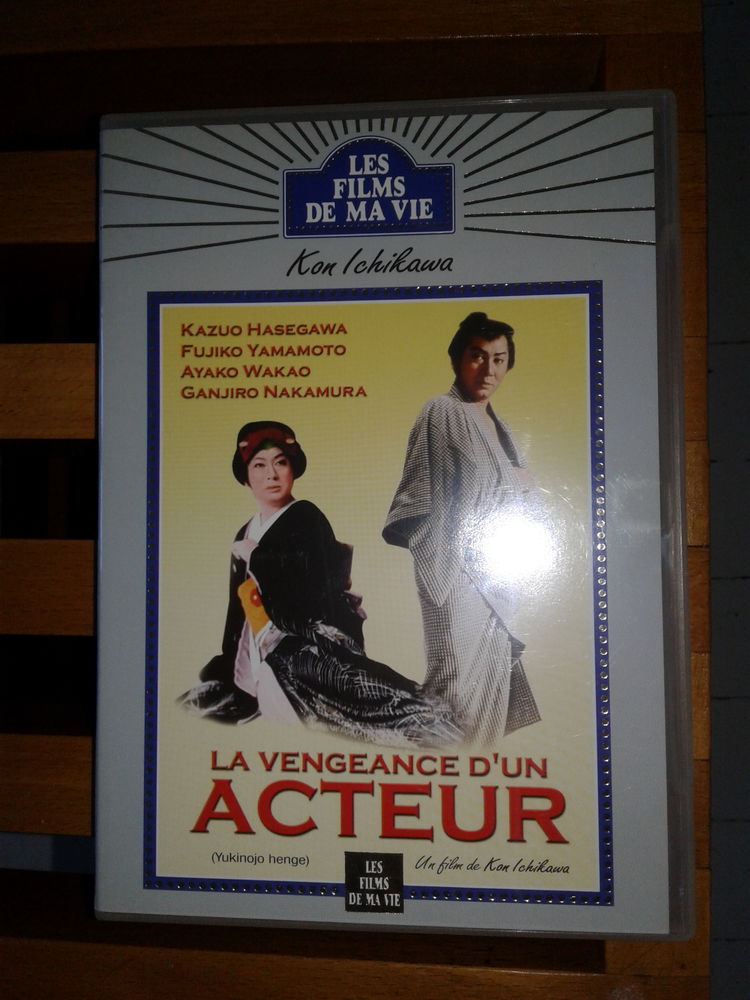 LES
FILMS
DE MA VIE
Kon Ichikawa
KAZUO HASEGAWA
FUJIKO YAMAMOTO
AYAKO WAKAO
GANJIRO NAKAMURA
LA VENGEANCE D'UN
ACTEUR
(Yukinojo henge)
LES
FILMS
DE MA VIE
Un film de Kon Ichikawa